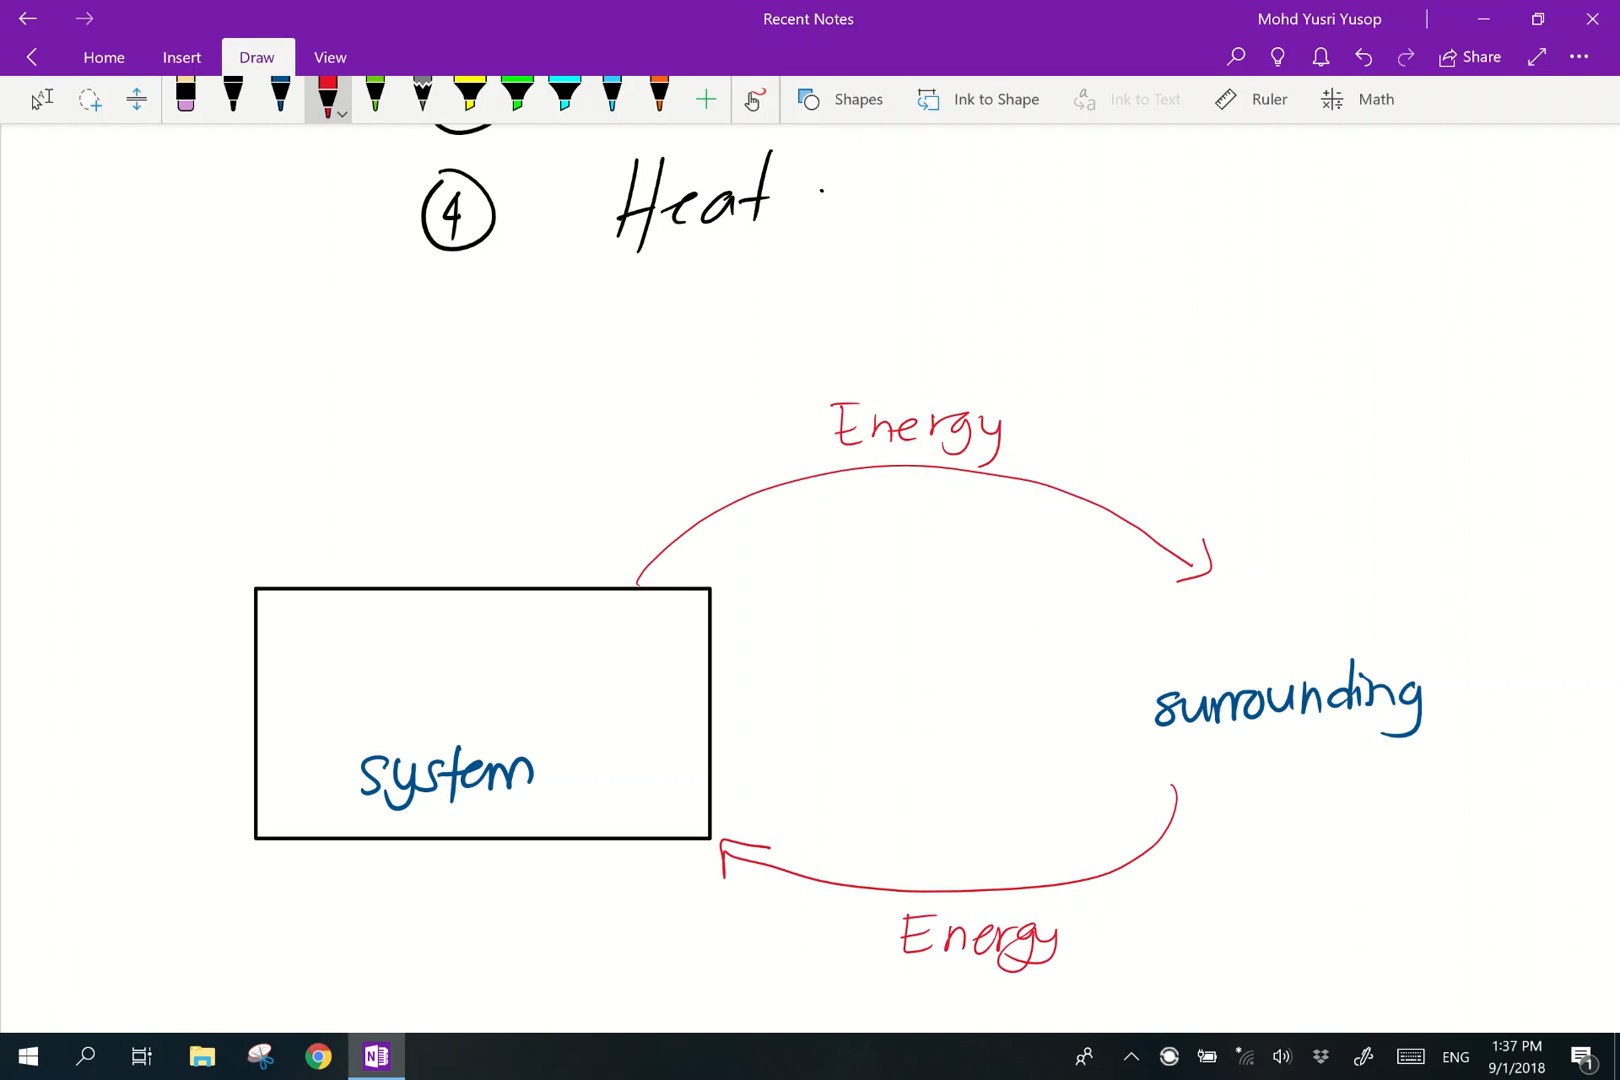 Recent Notes
Mohd Yusri Yusop
Home Insert Draw View
Share
Shapes Ink to Shape Ink to Text Ruler Math
4 Heat
Energy
surrounding
system
Energy
ENG
1:37 PM
9/1/2018
1